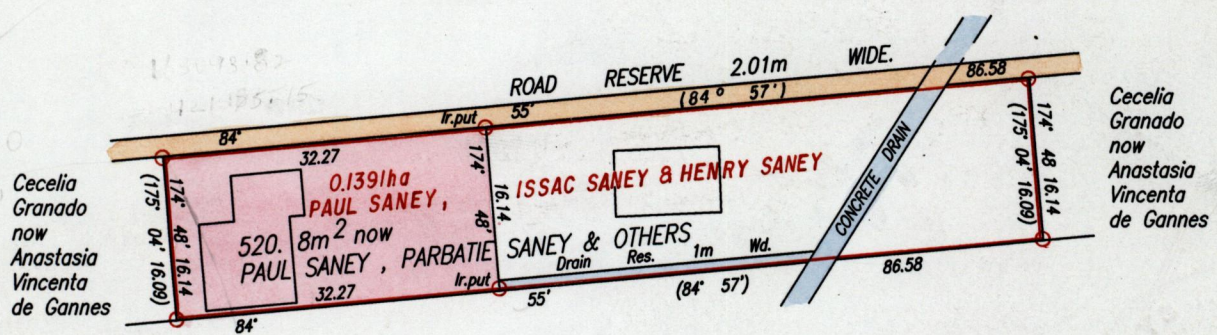 ROAD RESERVE 2.01m WIDE.
86.58
84° 55' (84° 57')
Ir.put
32.27
Cecelia
Granado
now
Anastasia
Vincenta
de Gannes
174° 48' 16.14
(175° 04' 16.09)
0.1391ha
PAUL SANEY,
520.8m² now
PAUL SANEY, PARBATIE SANEY & OTHERS
174° 48'
16.14
ISSAC SANEY & HENRY SANEY
CONCRETE DRAIN
Drain Res. 1m Wd.
Ir.put
32.27
84° 55' (84° 57')
86.58
174° 48 16.14
(175° 04' 16.09)
Cecelia
Granado
now
Anastasia
Vincenta
de Gannes